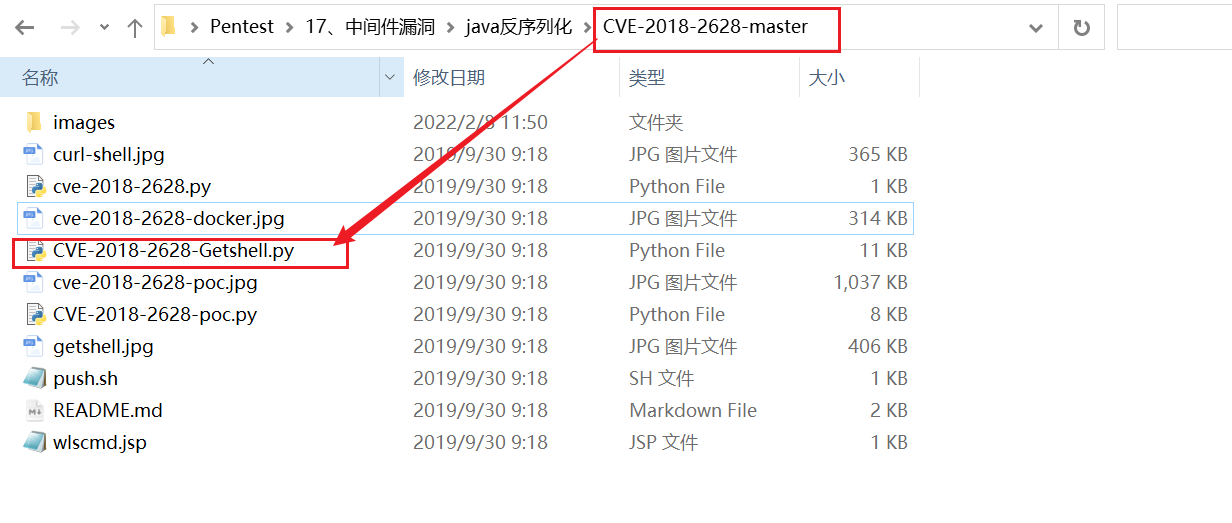 Pentest > 17、中间件漏洞 > java反序列化 > CVE-2018-2628-master
名称 修改日期 类型 大小
images 2022/2/8 11:50 文件夹
curl-shell.jpg 2019/9/30 9:18 JPG 图片文件 365 KB
cve-2018-2628.py 2019/9/30 9:18 Python File 1 KB
cve-2018-2628-docker.jpg 2019/9/30 9:18 JPG 图片文件 314 KB
CVE-2018-2628-Getshell.py 2019/9/30 9:18 Python File 11 KB
cve-2018-2628-poc.jpg 2019/9/30 9:18 JPG 图片文件 1,037 KB
CVE-2018-2628-poc.py 2019/9/30 9:18 Python File 8 KB
getshell.jpg 2019/9/30 9:18 JPG 图片文件 406 KB
push.sh 2019/9/30 9:18 SH 文件 1 KB
README.md 2019/9/30 9:18 Markdown File 2 KB
wlscmd.jsp 2019/9/30 9:18 JSP 文件 1 KB